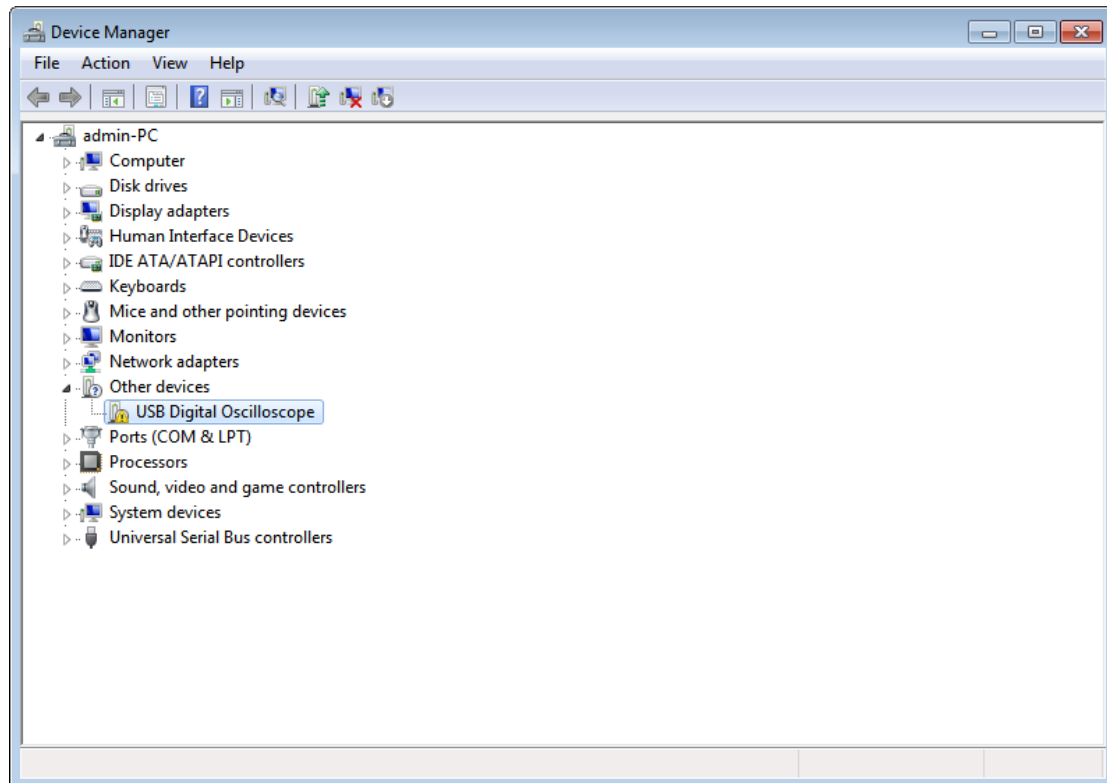 Device Manager
File Action View Help
admin-PC
Computer
Disk drives
Display adapters
Human Interface Devices
IDE ATA/ATAPI controllers
Keyboards
Mice and other pointing devices
Monitors
Network adapters
Other devices
USB Digital Oscilloscope
Ports (COM & LPT)
Processors
Sound, video and game controllers
System devices
Universal Serial Bus controllers